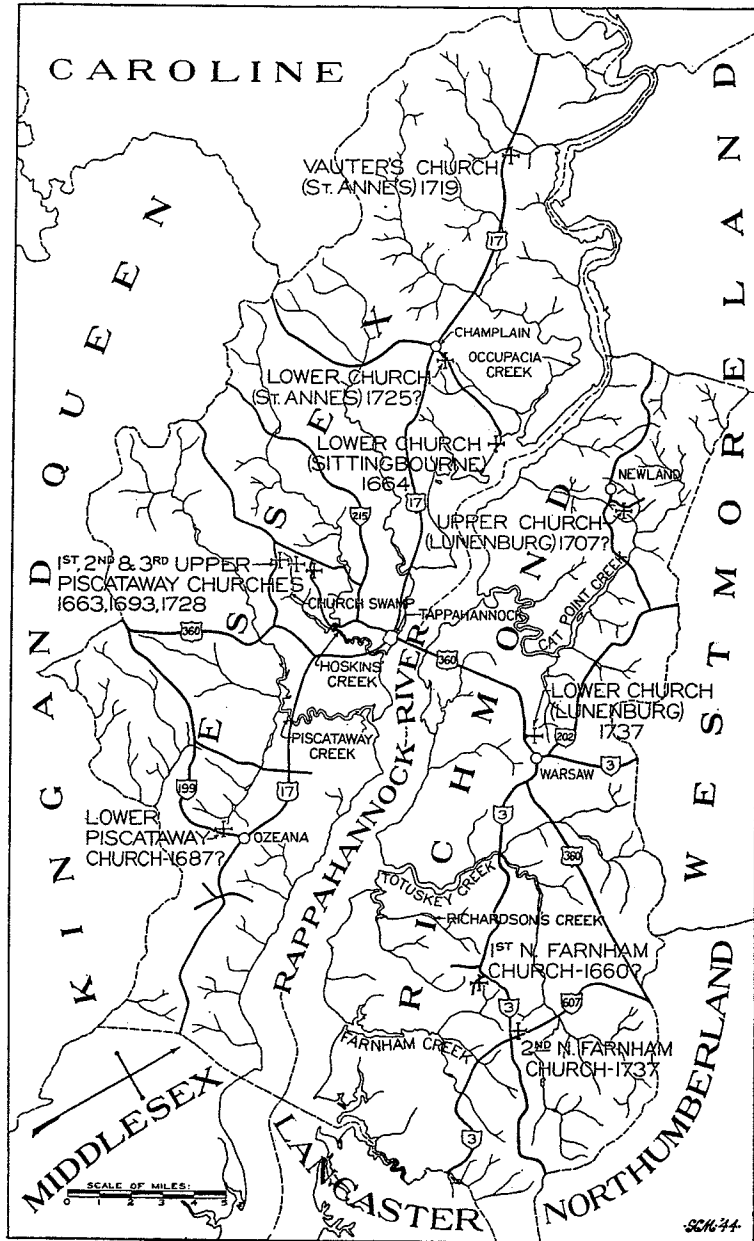 CAROLINE
VAUTER'S CHURCH
(ST. ANNE'S) 1719
17
KING AND QUEEN
WESTMORELAND
ESSEX
CHAMPLAIN
OCCUPACIA
CREEK
LOWER CHURCH
(ST. ANNES) 1725?
LOWER CHURCH
(SITTINGBOURNE)
1664
17
NEWLAND
215
UPPER CHURCH
(LUNENBURG) 1707?
1ST, 2ND & 3RD UPPER
PISCATAWAY CHURCHES
1663, 1693, 1728
CHURCH SWAMP
TAPPAHANNOCK
CAT POINT CREEK
360
HOSKINS'
CREEK
360
RICHMOND
LOWER CHURCH
(LUNENBURG)
1737
202
PISCATAWAY
CREEK
RAPPAHANNOCK RIVER
WARSAW
3
199
17
LOWER
PISCATAWAY
CHURCH-1687?
OZEANA
3
360
TOTUSKEY CREEK
RICHARDSON'S CREEK
1ST N. FARNHAM
CHURCH-1660?
3
607
FARNHAM CREEK
2ND N. FARNHAM
CHURCH-1737
3
MIDDLESEX
LANCASTER
NORTHUMBERLAND
SCALE OF MILES:
0 1 2 3 4 5